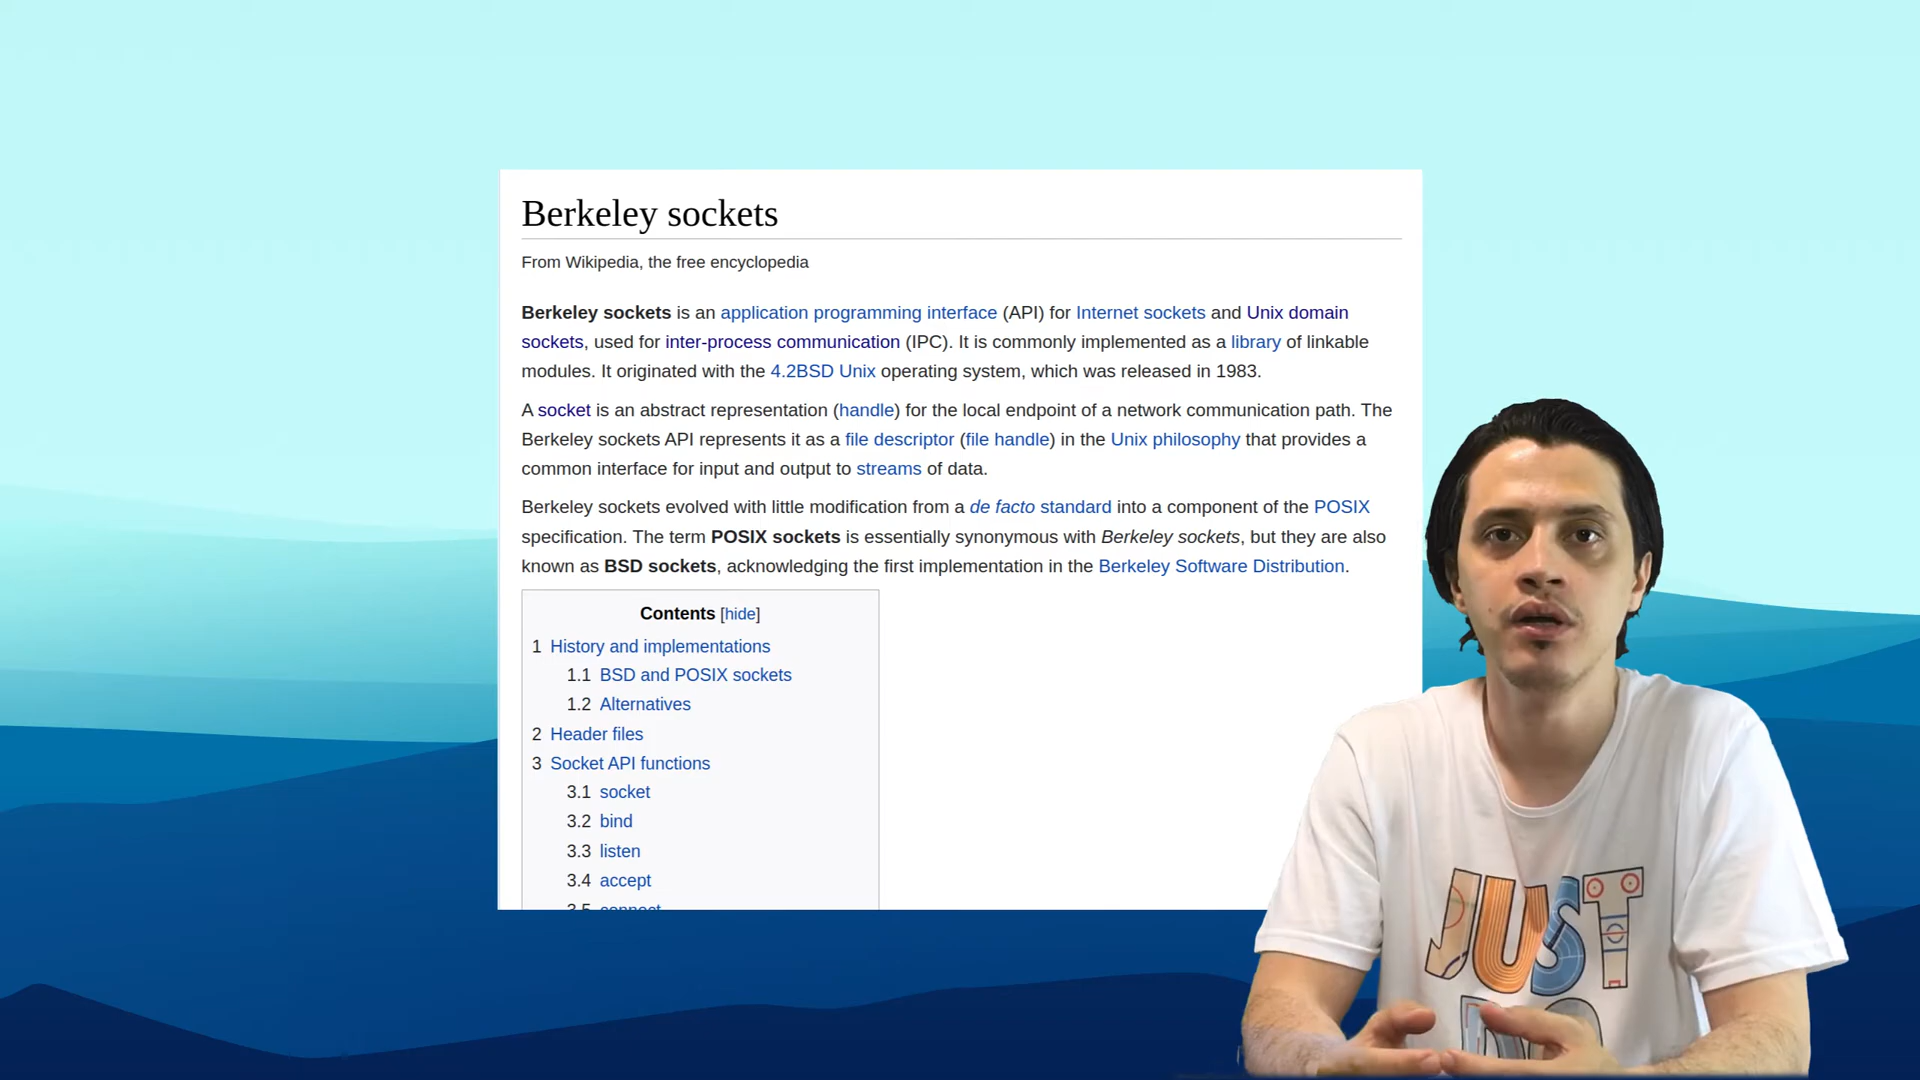 Berkeley sockets
From Wikipedia, the free encyclopedia
Berkeley sockets is an application programming interface (API) for Internet sockets and Unix domain
sockets, used for inter-process communication (IPC). It is commonly implemented as a library of linkable
modules. It originated with the 4.2BSD Unix operating system, which was released in 1983.
A socket is an abstract representation (handle) for the local endpoint of a network communication path. The
Berkeley sockets API represents it as a file descriptor (file handle) in the Unix philosophy that provides a
common interface for input and output to streams of data.
Berkeley sockets evolved with little modification from a de facto standard into a component of the POSIX
specification. The term POSIX sockets is essentially synonymous with Berkeley sockets, but they are also
known as BSD sockets, acknowledging the first implementation in the Berkeley Software Distribution.
Contents [hide]
1 History and implementations
1.1 BSD and POSIX sockets
1.2 Alternatives
2 Header files
3 Socket API functions
3.1 socket
3.2 bind
3.3 listen
3.4 accept
3.5 connect
JUST
DO